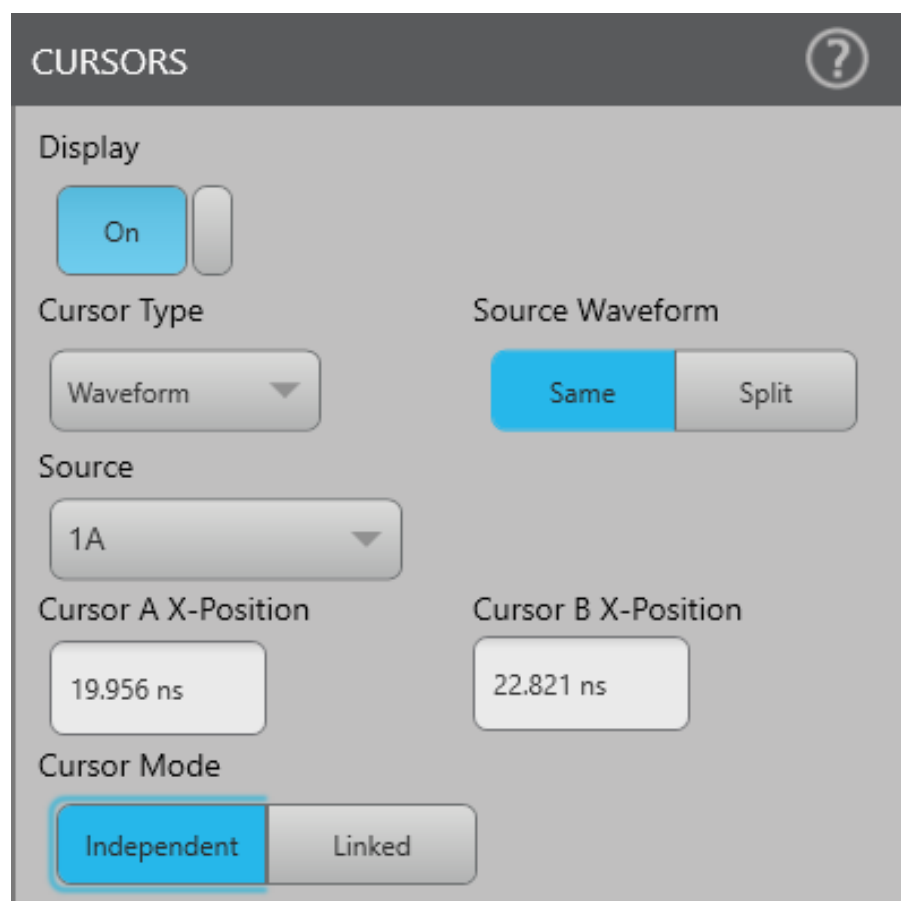 CURSORS ?
Display
On
Cursor Type Source Waveform
Waveform Same Split
Source
1A
Cursor A X-Position Cursor B X-Position
19.956 ns 22.821 ns
Cursor Mode
Independent Linked